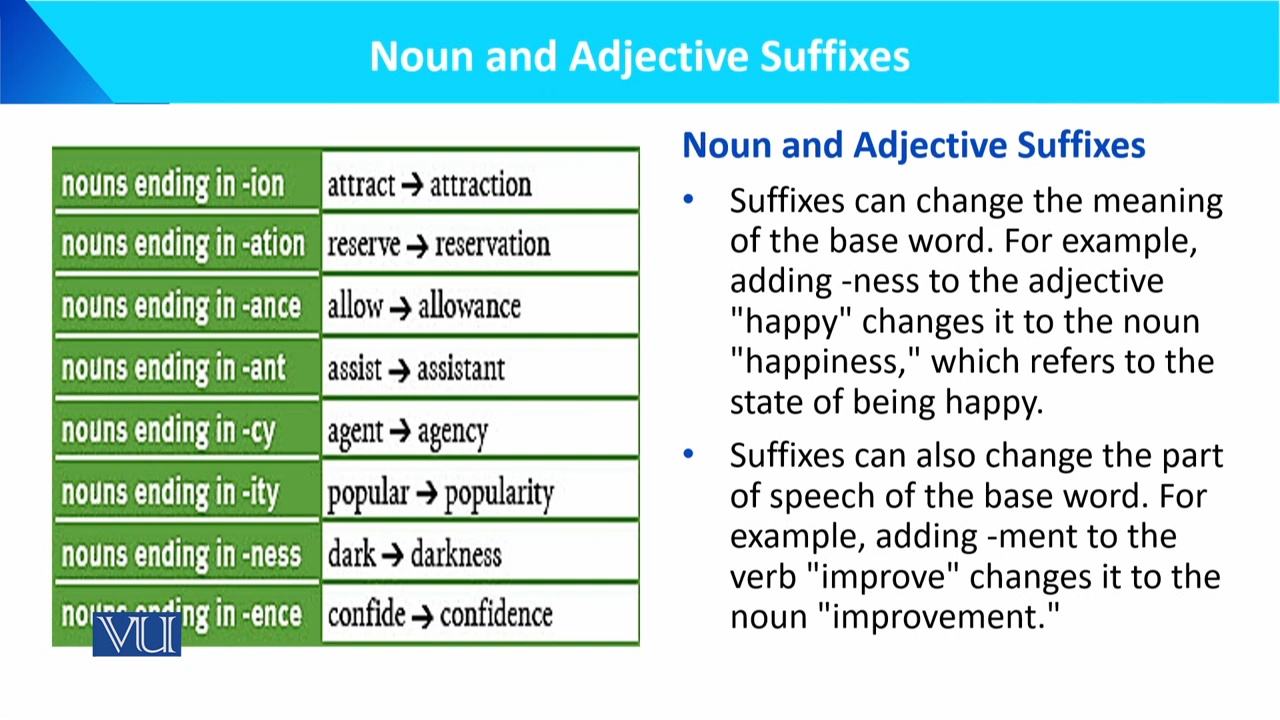 Noun and Adjective Suffixes
nouns ending in -ion attract → attraction
nouns ending in -ation reserve → reservation
nouns ending in -ance allow → allowance
nouns ending in -ant assist → assistant
nouns ending in -cy agent → agency
nouns ending in -ity popular → popularity
nouns ending in -ness dark → darkness
nouns ending in -ence confide → confidence
VU
Noun and Adjective Suffixes
• Suffixes can change the meaning
of the base word. For example,
adding -ness to the adjective
"happy" changes it to the noun
"happiness," which refers to the
state of being happy.
• Suffixes can also change the part
of speech of the base word. For
example, adding -ment to the
verb "improve" changes it to the
noun "improvement."